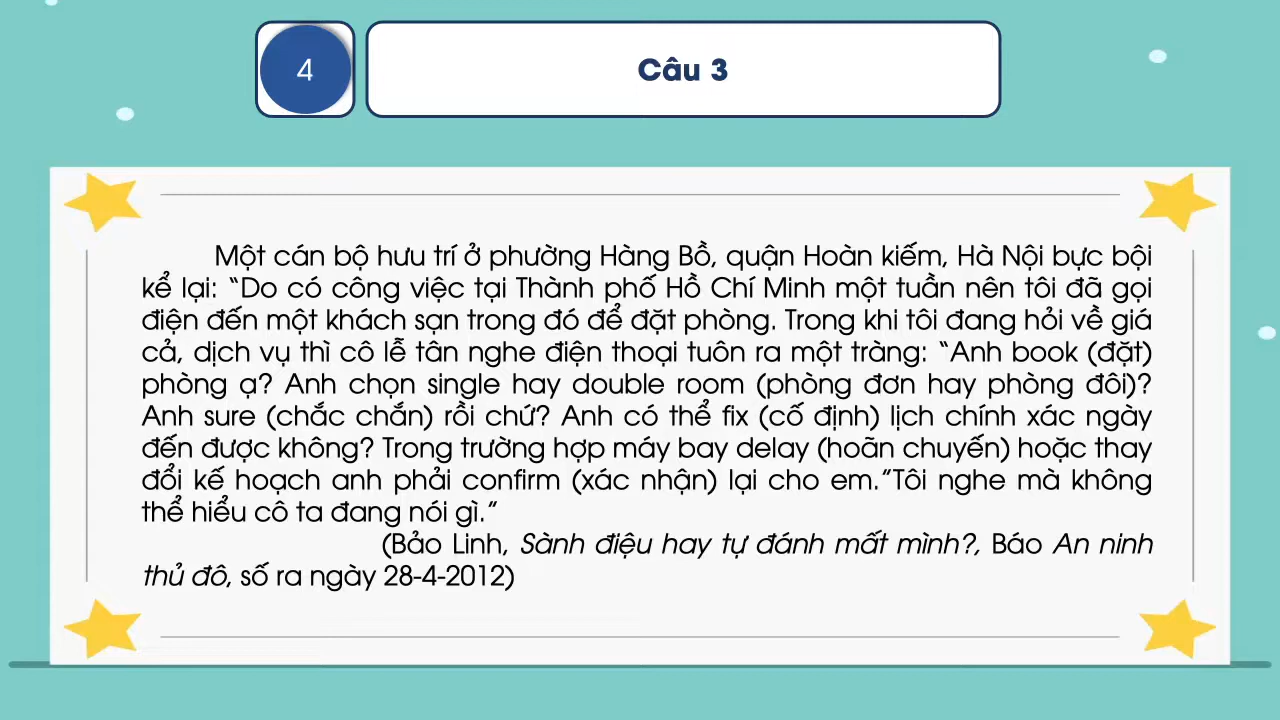 4
Câu 3
Một cán bộ hưu trí ở phường Hàng Bồ, quận Hoàn kiếm, Hà Nội bực bội
kể lại: “Do có công việc tại Thành phố Hồ Chí Minh một tuần nên tôi đã gọi
điện đến một khách sạn trong đó để đặt phòng. Trong khi tôi đang hỏi về giá
cả, dịch vụ thì cô lễ tân nghe điện thoại tuôn ra một tràng: “Anh book (đặt)
phòng ạ? Anh chọn single hay double room (phòng đơn hay phòng đôi)?
Anh sure (chắc chắn) rồi chứ? Anh có thể fix (cố định) lịch chính xác ngày
đến được không? Trong trường hợp máy bay delay (hoãn chuyến) hoặc thay
đổi kế hoạch anh phải confirm (xác nhận) lại cho em.”Tôi nghe mà không
thể hiểu cô ta đang nói gì.”
(Bảo Linh, Sành điệu hay tự đánh mất mình?, Báo An ninh
thủ đô, số ra ngày 28-4-2012)